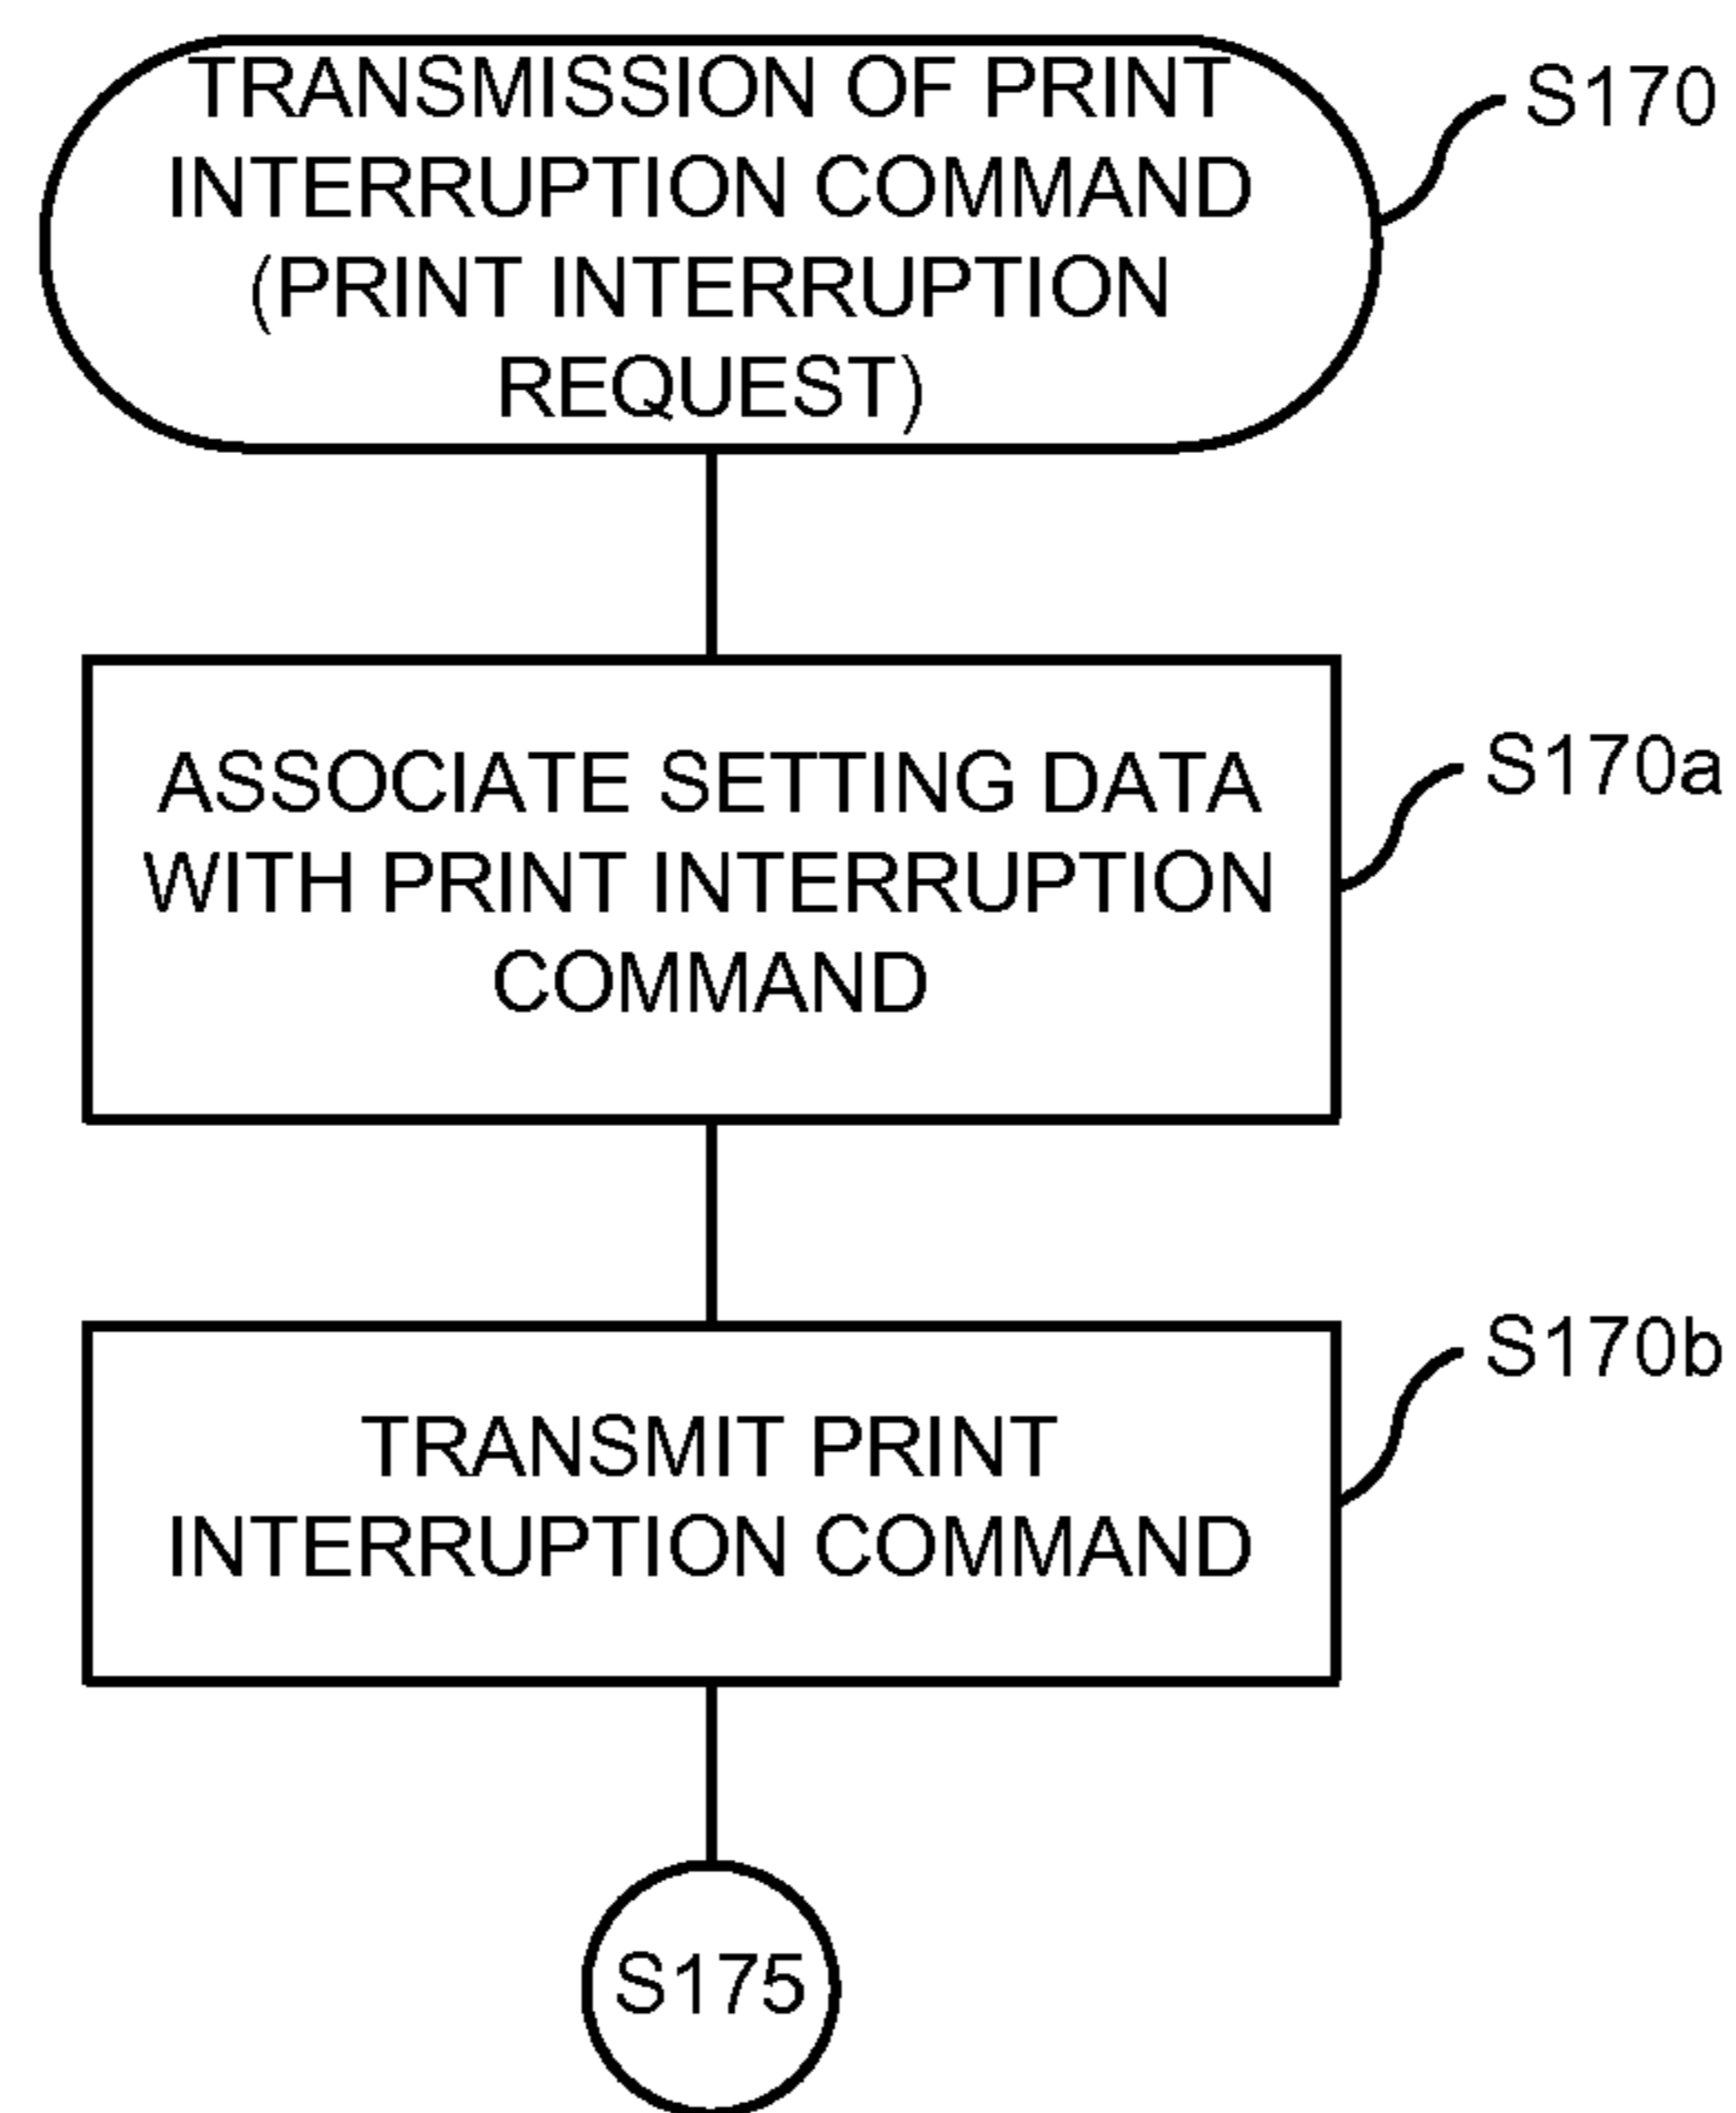 TRANSMISSION OF PRINT
INTERRUPTION COMMAND
(PRINT INTERRUPTION
REQUEST)
S170
ASSOCIATE SETTING DATA
WITH PRINT INTERRUPTION
COMMAND
S170a
TRANSMIT PRINT
INTERRUPTION COMMAND
S170b
S175